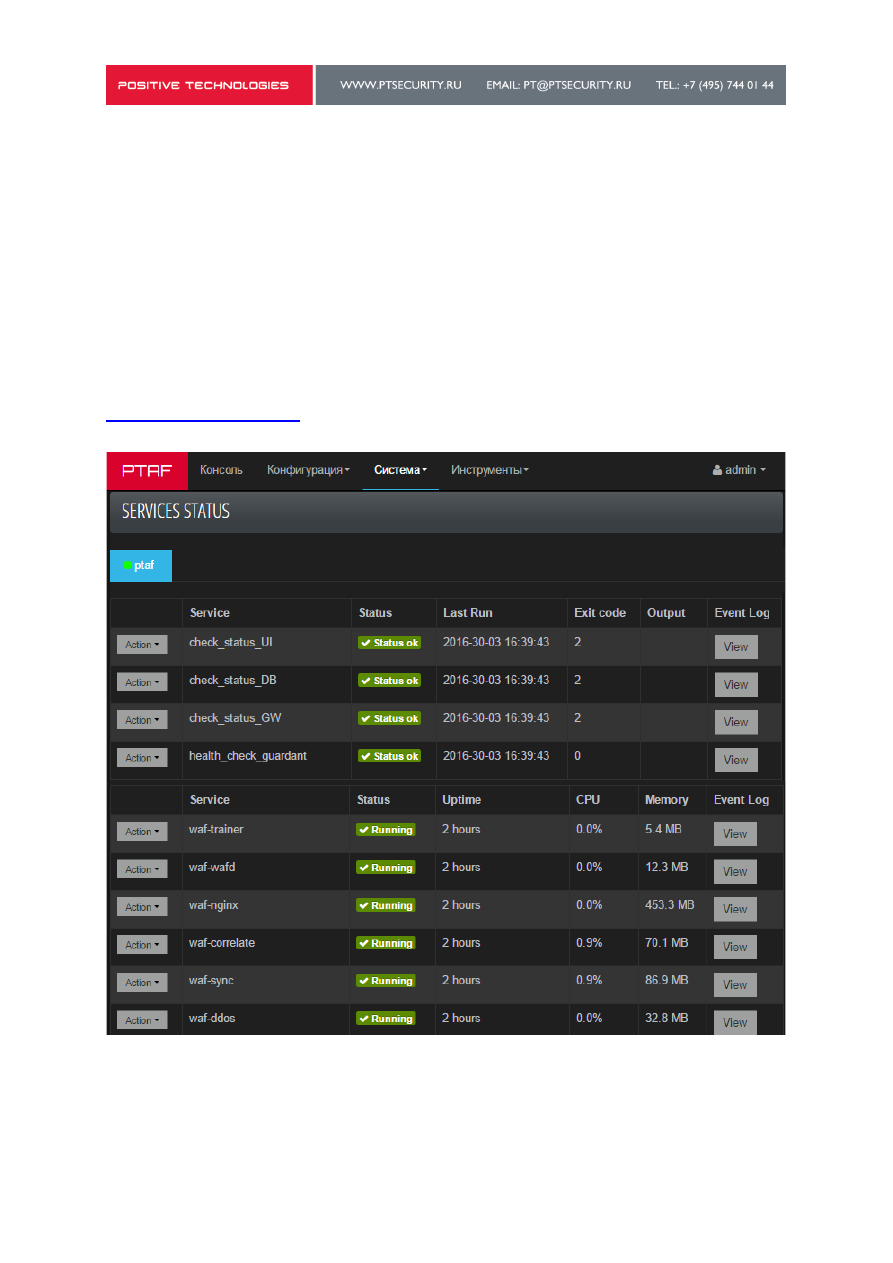 POSITIVE TECHNOLOGIES WWW.PTSECURITY.RU EMAIL: PT@PTSECURITY.RU TEL.: +7 (495) 744 01 44
PTAF Консоль Конфигурация Система Инструменты admin
SERVICES STATUS
ptaf
Service Status Last Run Exit code Output Event Log
Action check_status_UI Status ok 2016-30-03 16:39:43 2 View
Action check_status_DB Status ok 2016-30-03 16:39:43 2 View
Action check_status_GW Status ok 2016-30-03 16:39:43 2 View
Action health_check_guardant Status ok 2016-30-03 16:39:43 0 View
Service Status Uptime CPU Memory Event Log
Action waf-trainer Running 2 hours 0.0% 5.4 MB View
Action waf-wafd Running 2 hours 0.0% 12.3 MB View
Action waf-nginx Running 2 hours 0.0% 453.3 MB View
Action waf-correlate Running 2 hours 0.9% 70.1 MB View
Action waf-sync Running 2 hours 0.9% 86.9 MB View
Action waf-ddos Running 2 hours 0.0% 32.8 MB View